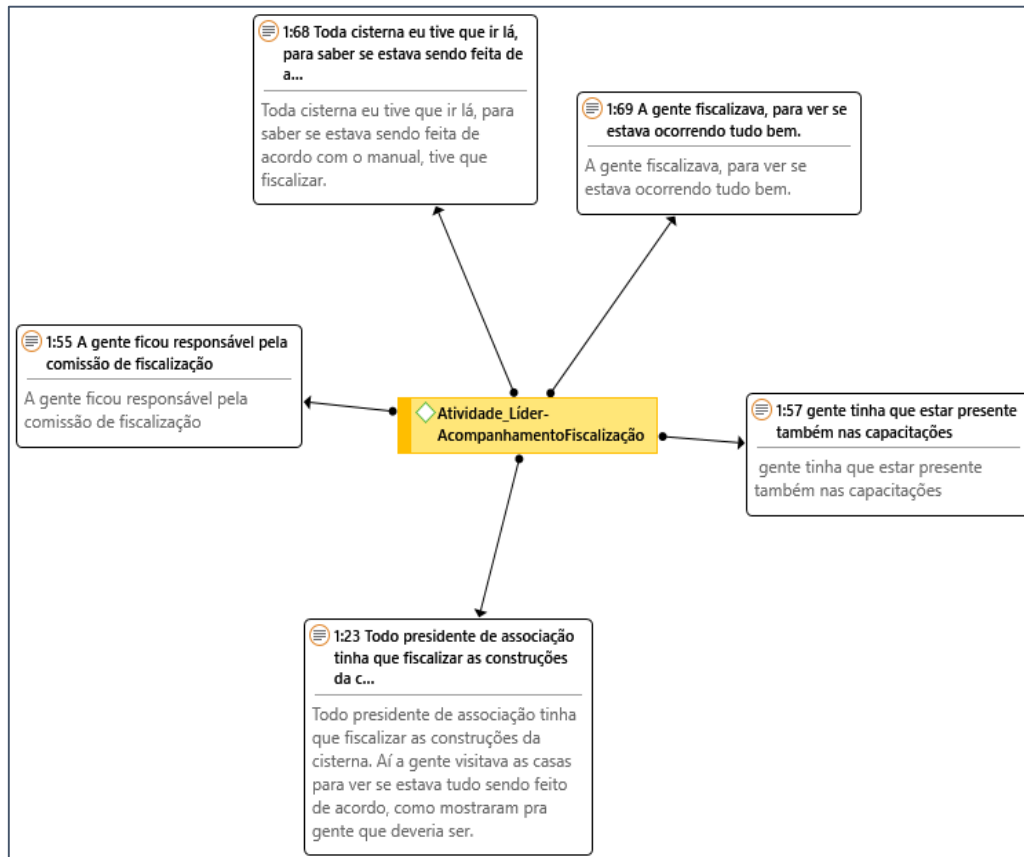 1:68 Toda cisterna eu tive que ir lá,
para saber se estava sendo feita de
a...
Toda cisterna eu tive que ir lá, para
saber se estava sendo feita de
acordo com o manual, tive que
fiscalizar.
1:69 A gente fiscalizava, para ver se
estava ocorrendo tudo bem.
A gente fiscalizava, para ver se
estava ocorrendo tudo bem.
1:55 A gente ficou responsável pela
comissão de fiscalização
A gente ficou responsável pela
comissão de fiscalização
Atividade_Líder-
AcompanhamentoFiscalização
1:57 gente tinha que estar presente
também nas capacitações
gente tinha que estar presente
também nas capacitações
1:23 Todo presidente de associação
tinha que fiscalizar as construções
da c...
Todo presidente de associação tinha
que fiscalizar as construções da
cisterna. Aí a gente visitava as casas
para ver se estava tudo sendo feito
de acordo, como mostraram pra
gente que deveria ser.